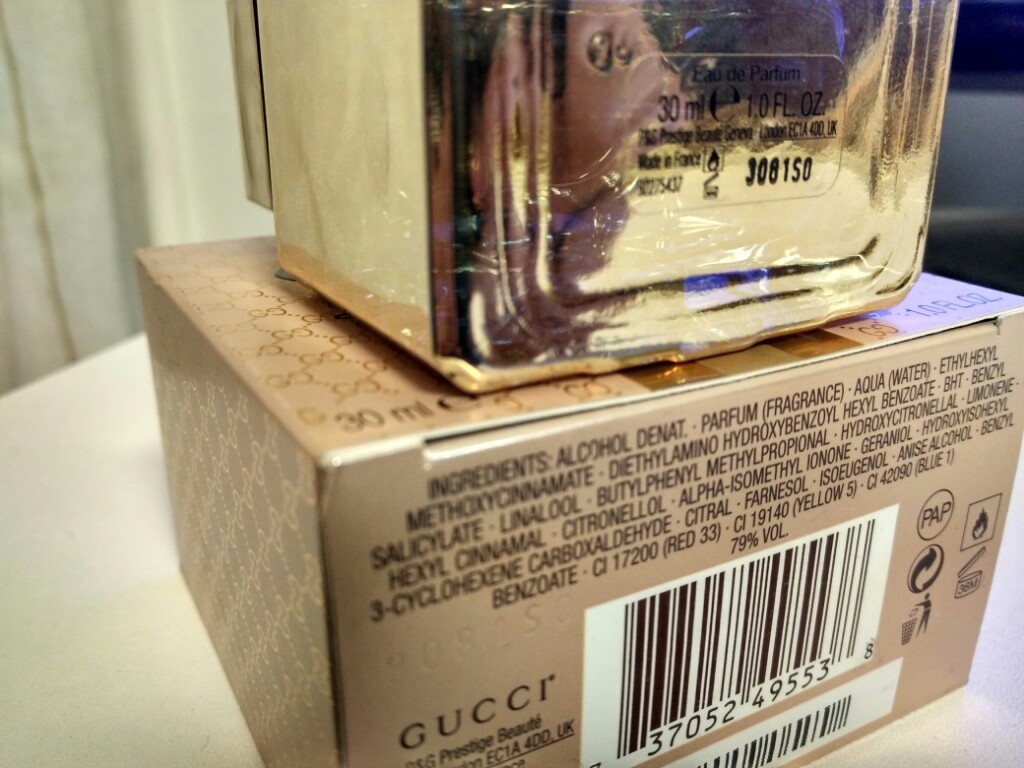 Eau de Parfum
30 ml e 1.0 FL. OZ.
P&G Prestige Beauté Geneva - London EC1A 4DD, UK
Made in France
30815O
30 ml e
1.0 FL OZ
INGREDIENTS: ALCOHOL DENAT. · PARFUM (FRAGRANCE) · AQUA (WATER) · ETHYLHEXYL
METHOXYCINNAMATE · DIETHYLAMINO HYDROXYBENZOYL HEXYL BENZOATE · BHT · BENZYL
SALICYLATE · LINALOOL · BUTYLPHENYL METHYLPROPIONAL · HYDROXYCITRONELLAL · LIMONENE ·
HEXYL CINNAMAL · CITRONELLOL · ALPHA-ISOMETHYL IONONE · GERANIOL · HYDROXYISOHEXYL
3-CYCLOHEXENE CARBOXALDEHYDE · CITRAL · FARNESOL · ISOEUGENOL · ANISE ALCOHOL · BENZYL
BENZOATE · CI 17200 (RED 33) · CI 19140 (YELLOW 5) · CI 42090 (BLUE 1)
79% VOL.
PAP
36M
GUCCI
P&G Prestige Beauté
EC1A 4DD, UK
37052 49553 8